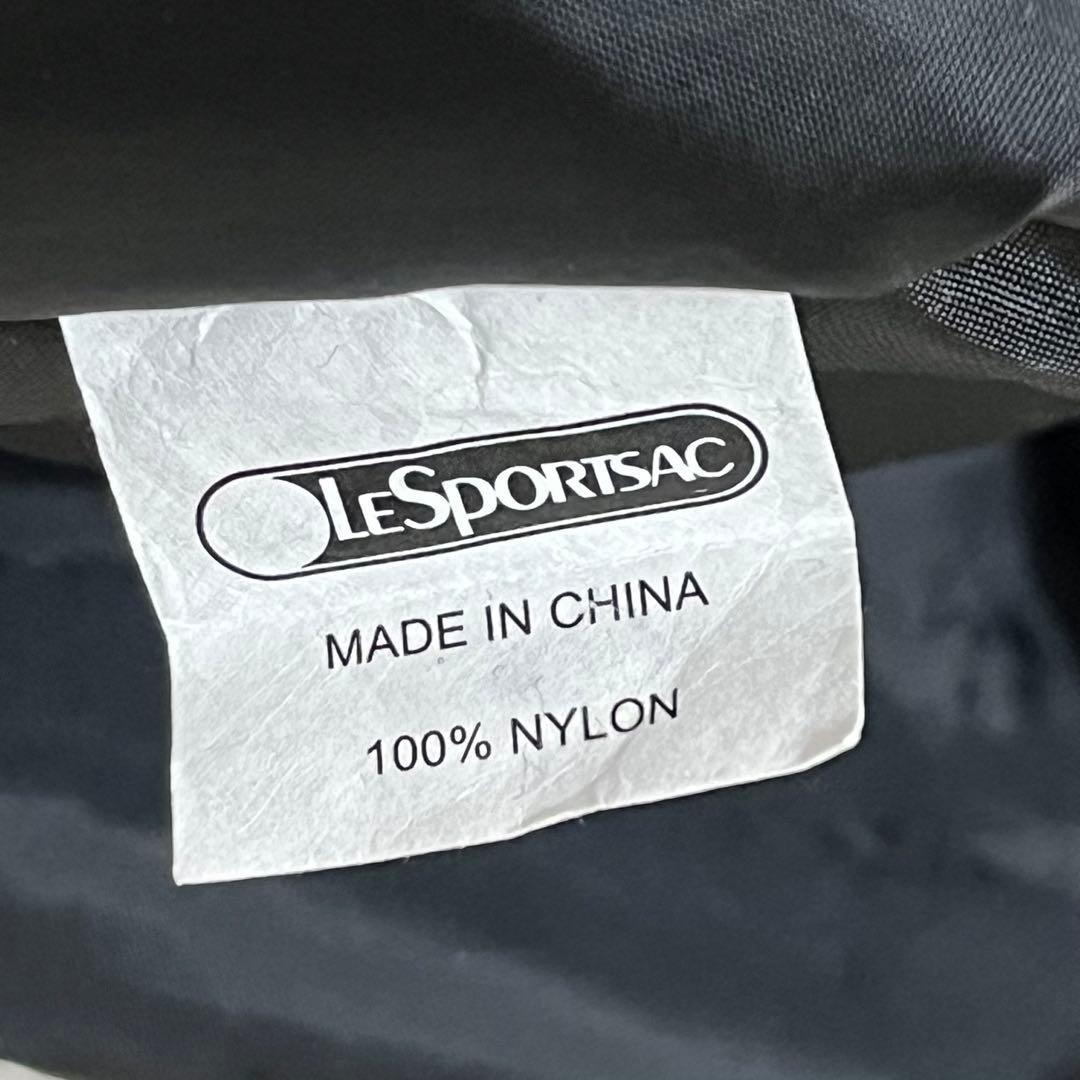 LeSportsac
MADE IN CHINA
100% NYLON